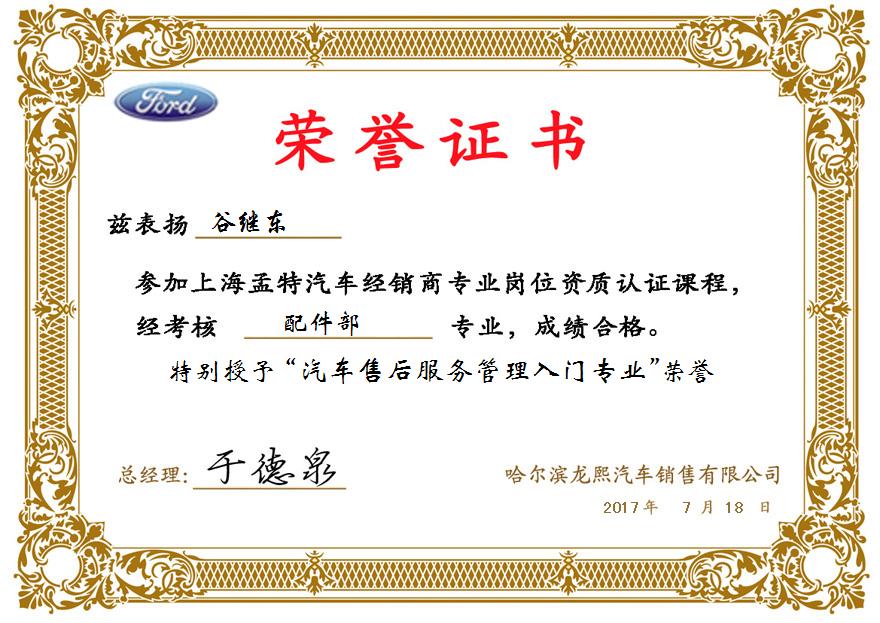 Ford
荣誉证书
兹表扬 谷继东
参加上海孟特汽车经销商专业岗位资质认证课程，
经考核 配件部 专业，成绩合格。
特别授予“汽车售后服务管理入门专业”荣誉
总经理: 于德泉
哈尔滨龙熙汽车销售有限公司
2017年 7月18 日